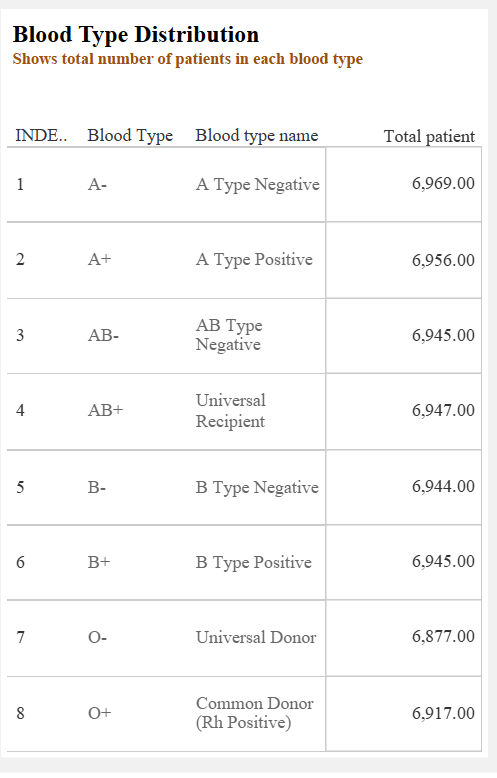 Blood Type Distribution
Shows total number of patients in each blood type
INDE.. Blood Type Blood type name Total patient
1 A- A Type Negative 6,969.00
2 A+ A Type Positive 6,956.00
3 AB- AB Type
Negative 6,945.00
4 AB+ Universal
Recipient 6,947.00
5 B- B Type Negative 6,944.00
6 B+ B Type Positive 6,945.00
7 O- Universal Donor 6,877.00
8 O+ Common Donor
(Rh Positive) 6,917.00